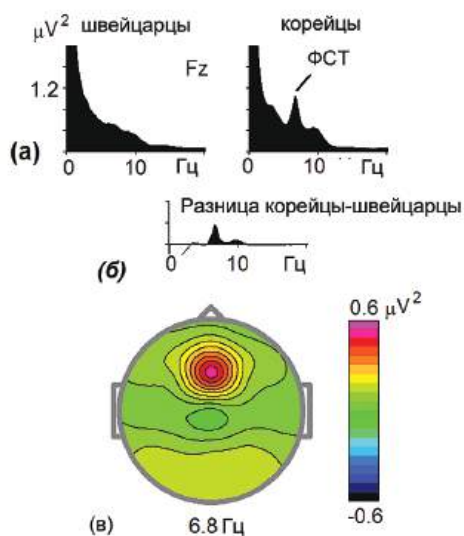 μV² швейцарцы
корейцы
Fz
ФСТ
1.2
(а)
0 10 Гц
0 10 Гц
Разница корейцы-швейцарцы
(б)
0 10 Гц
0.6 μV²
-0.6
(в)
6.8 Гц